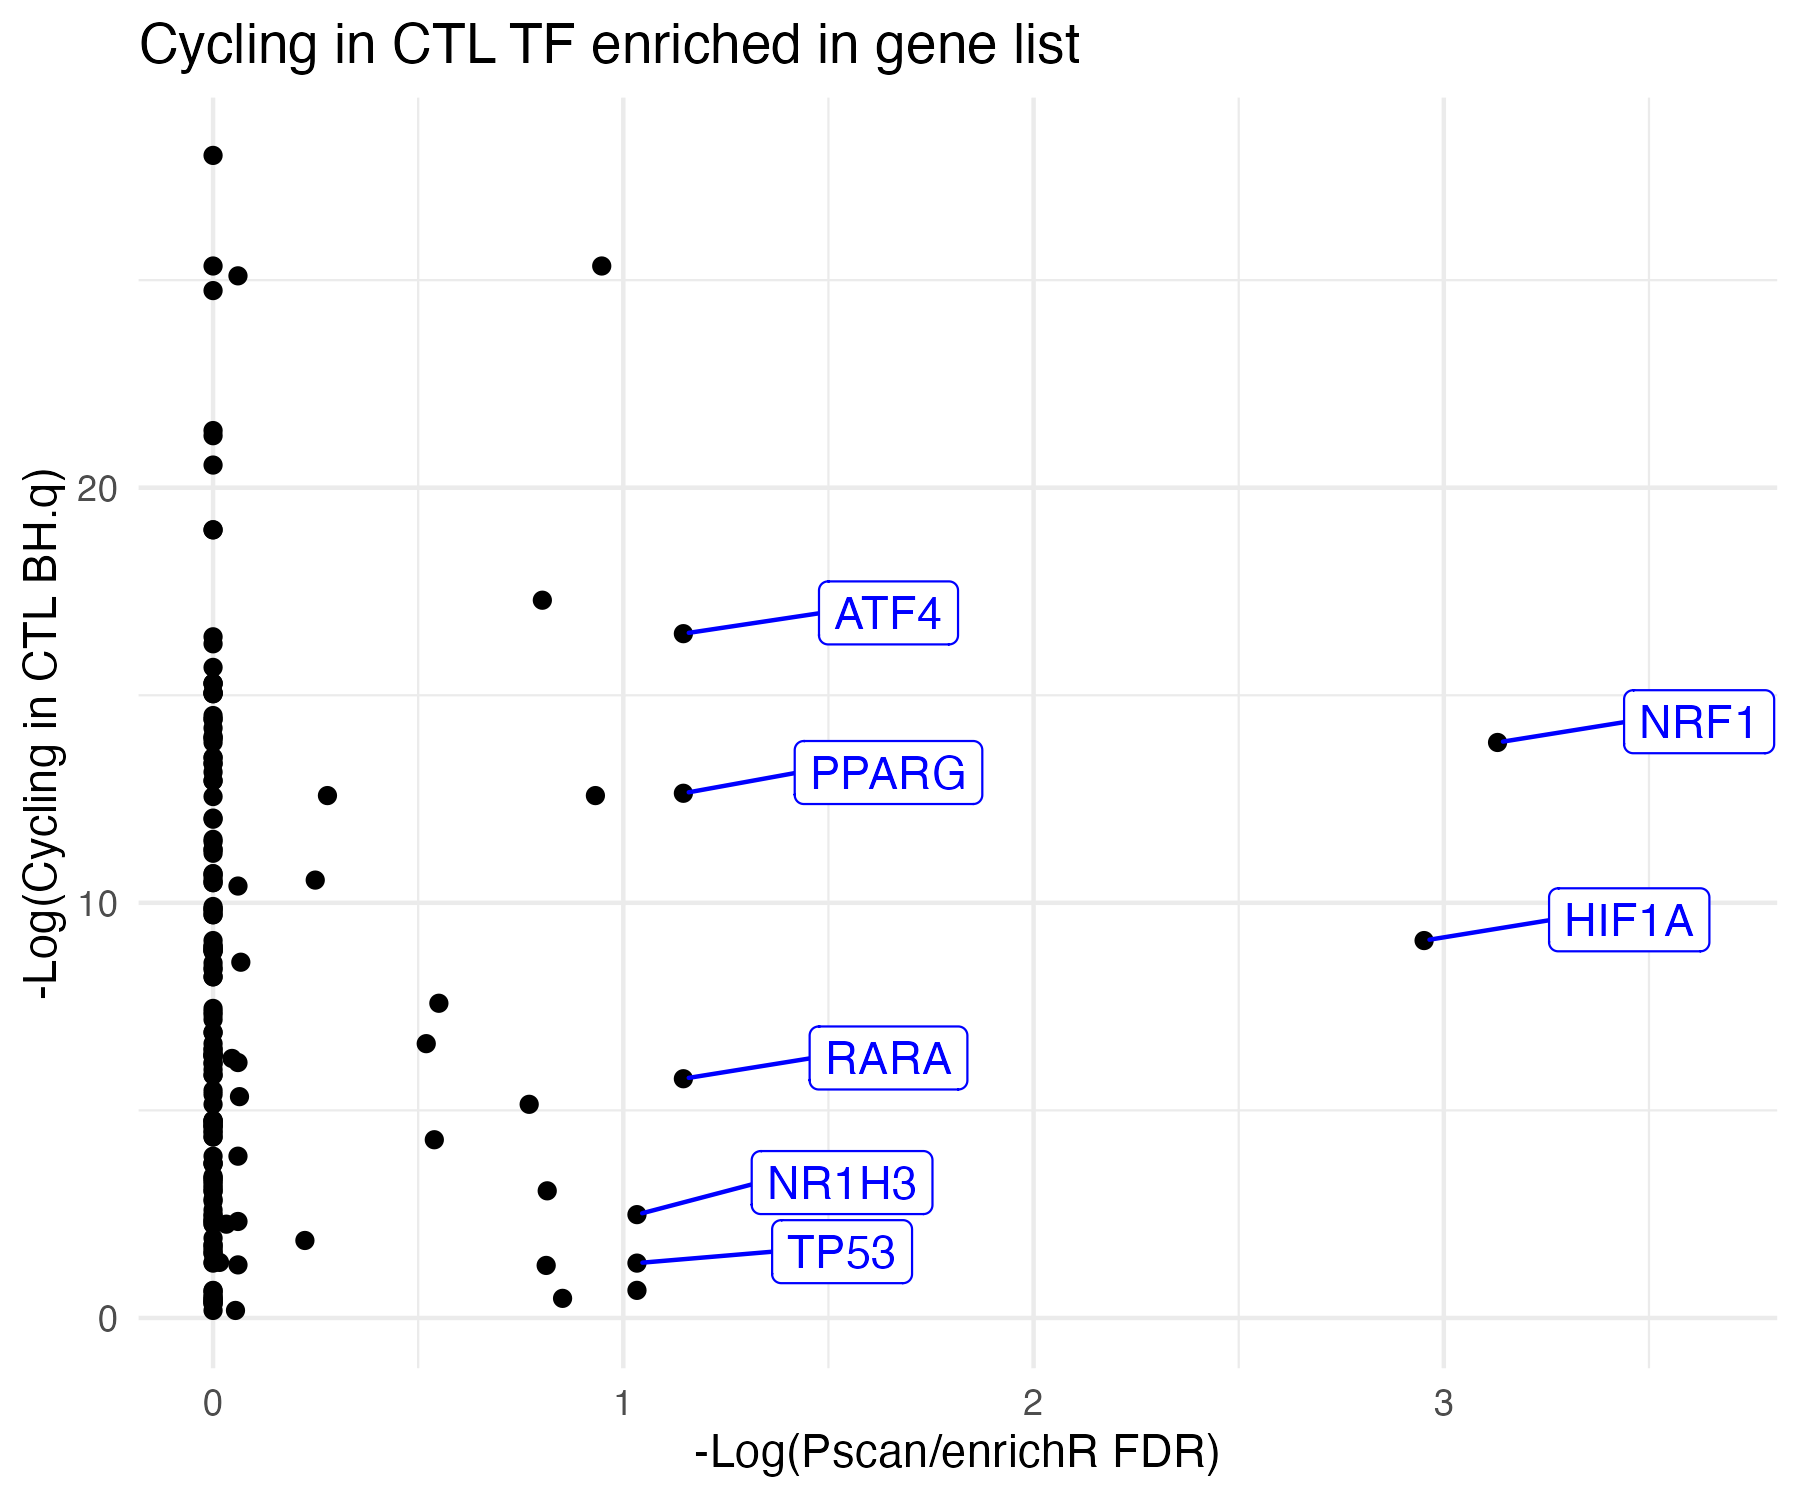 Cycling in CTL TF enriched in gene list
-Log(Cycling in CTL BH.q)
20
10
0
ATF4
NRF1
PPARG
HIF1A
RARA
NR1H3
TP53
0
1
2
3
-Log(Pscan/enrichR FDR)